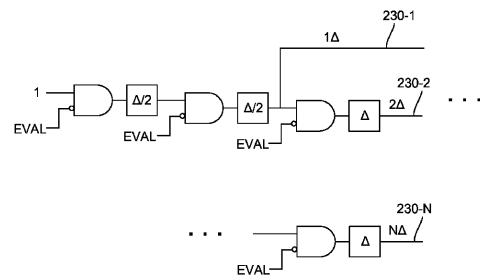 230-1
1Δ
230-2
1
Δ/2
Δ/2
Δ
2Δ
. . .
EVAL
EVAL
EVAL
230-N
. . .
Δ
NΔ
EVAL